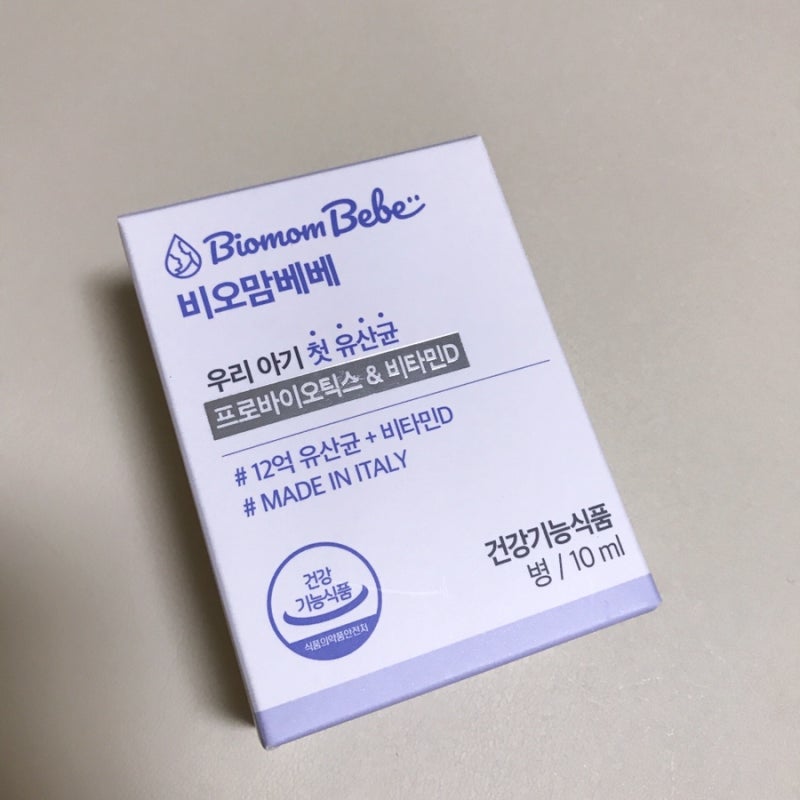 Biomom Bebe
비오맘베베
우리 아기 첫 유산균
프로바이오틱스 & 비타민D
# 12억 유산균 + 비타민D
# MADE IN ITALY
건강기능식품
병 / 10 ml
건강
기능식품
식품의약품안전처